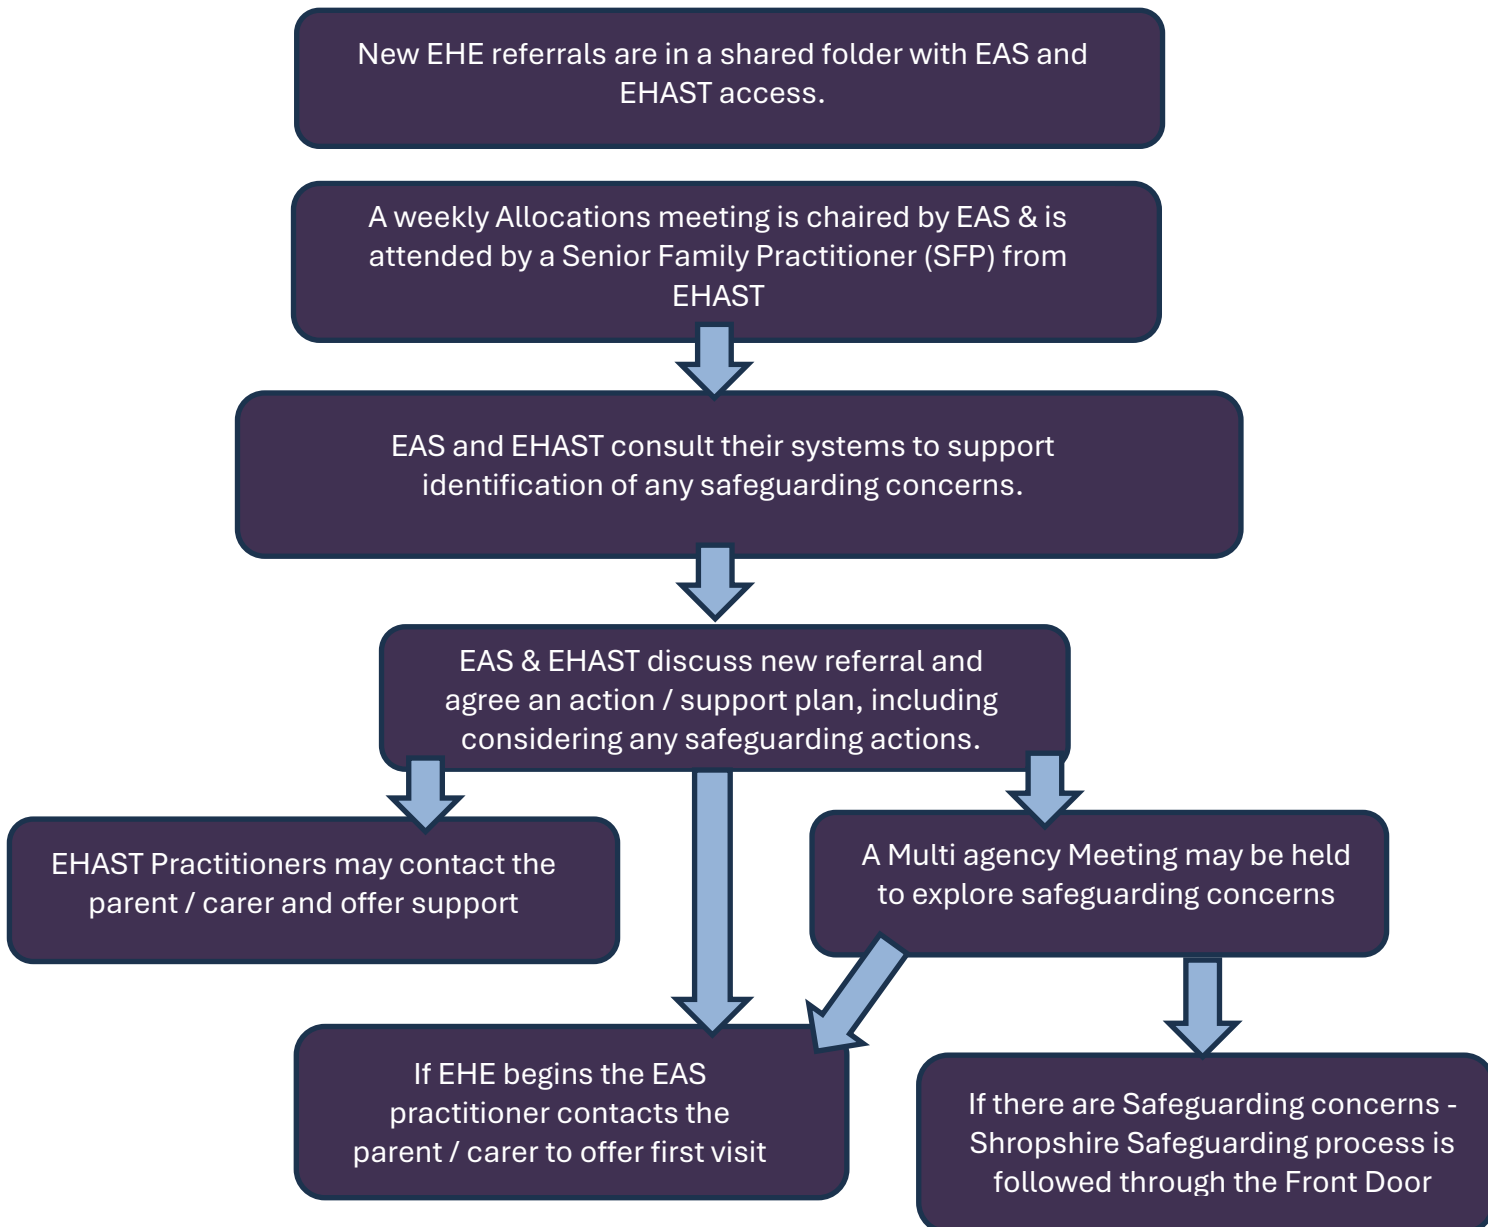 New EHE referrals are in a shared folder with EAS and
EHAST access.
A weekly Allocations meeting is chaired by EAS & is
attended by a Senior Family Practitioner (SFP) from
EHAST
EAS and EHAST consult their systems to support
identification of any safeguarding concerns.
EAS & EHAST discuss new referral and
agree an action / support plan, including
considering any safeguarding actions.
EHAST Practitioners may contact the
parent / carer and offer support
A Multi agency Meeting may be held
to explore safeguarding concerns
If EHE begins the EAS
practitioner contacts the
parent / carer to offer first visit
If there are Safeguarding concerns -
Shropshire Safeguarding process is
followed through the Front Door